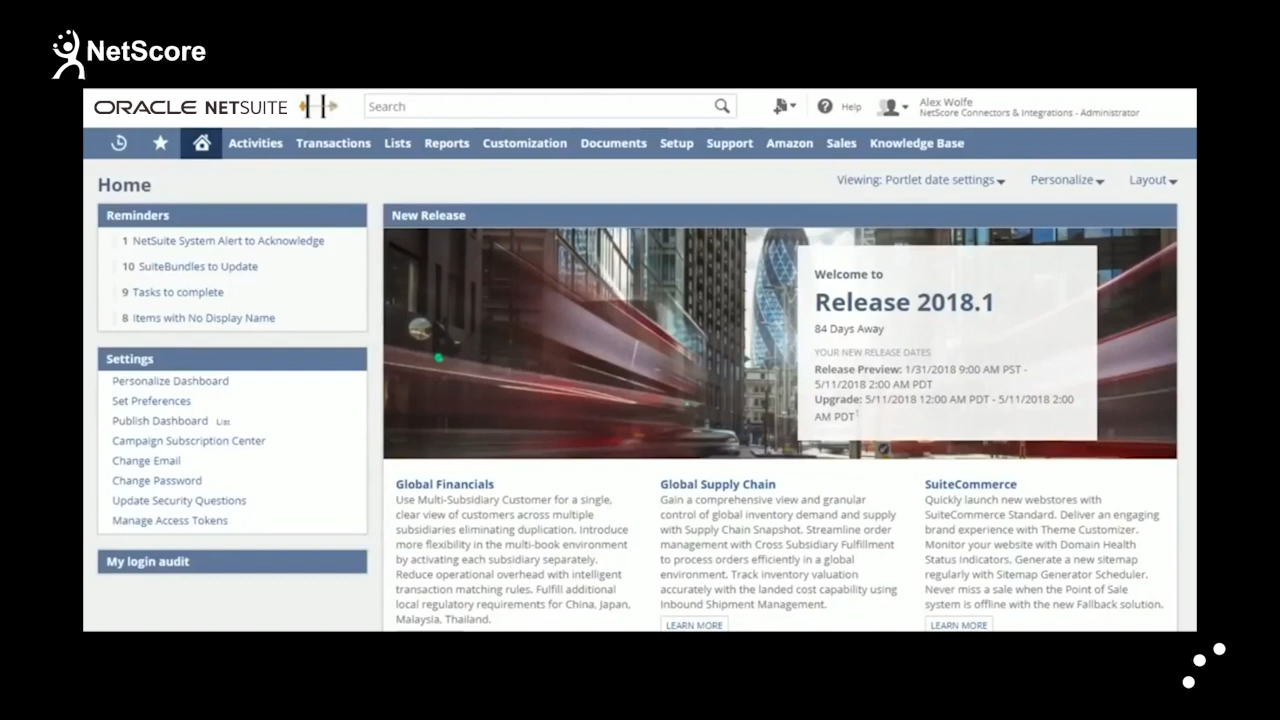 NetScore
ORACLE NETSUITE
Search
Help
Alex Wolfe
NetScore Connectors & Integrations - Administrator
Activities Transactions Lists Reports Customization Documents Setup Support Amazon Sales Knowledge Base
Home
Viewing: Portlet date settings Personalize Layout
Reminders
1 NetSuite System Alert to Acknowledge
10 SuiteBundles to Update
9 Tasks to complete
8 Items with No Display Name
Settings
Personalize Dashboard
Set Preferences
Publish Dashboard List
Campaign Subscription Center
Change Email
Change Password
Update Security Questions
Manage Access Tokens
My login audit
New Release
Welcome to
Release 2018.1
84 Days Away
YOUR NEW RELEASE DATES
Release Preview: 1/31/2018 9:00 AM PST -
5/11/2018 2:00 AM PDT
Upgrade: 5/11/2018 12:00 AM PDT - 5/11/2018 2:00
AM PDT1
Global Financials
Use Multi-Subsidiary Customer for a single,
clear view of customers across multiple
subsidiaries eliminating duplication. Introduce
more flexibility in the multi-book environment
by activating each subsidiary separately.
Reduce operational overhead with intelligent
transaction matching rules. Fulfill additional
local regulatory requirements for China, Japan,
Malaysia, Thailand.
Global Supply Chain
Gain a comprehensive view and granular
control of global inventory demand and supply
with Supply Chain Snapshot. Streamline order
management with Cross Subsidiary Fulfillment
to process orders efficiently in a global
environment. Track inventory valuation
accurately with the landed cost capability using
Inbound Shipment Management.
LEARN MORE
SuiteCommerce
Quickly launch new webstores with
SuiteCommerce Standard. Deliver an engaging
brand experience with Theme Customizer.
Monitor your website with Domain Health
Status Indicators. Generate a new sitemap
regularly with Sitemap Generator Scheduler.
Never miss a sale when the Point of Sale
system is offline with the new Fallback solution.
LEARN MORE